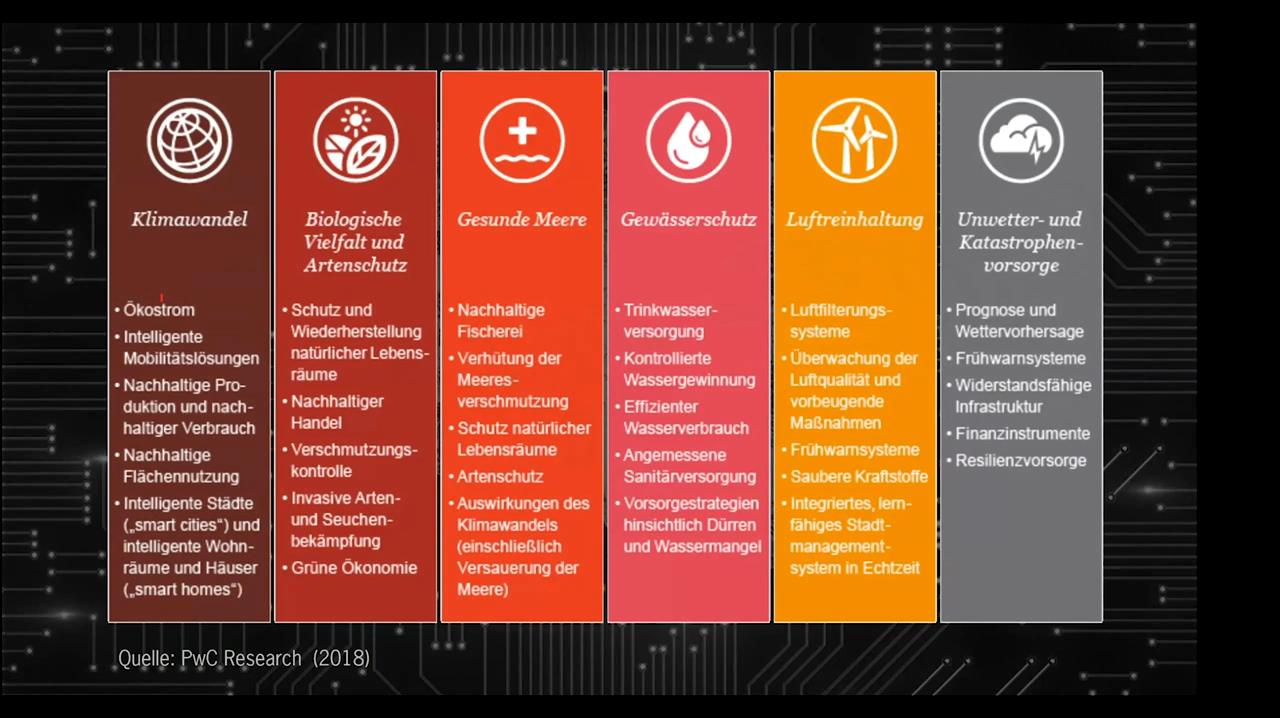 Klimawandel
• Ökostrom
• Intelligente
Mobilitätslösungen
• Nachhaltige Pro-
duktion und nach-
haltiger Verbrauch
• Nachhaltige
Flächennutzung
• Intelligente Städte
(„smart cities“) und
intelligente Wohn-
räume und Häuser
(„smart homes“)
Biologische
Vielfalt und
Artenschutz
• Schutz und
Wiederherstellung
natürlicher Lebens-
räume
• Nachhaltiger
Handel
• Verschmutzungs-
kontrolle
• Invasive Arten-
und Seuchen-
bekämpfung
• Grüne Ökonomie
Gesunde Meere
• Nachhaltige
Fischerei
• Verhütung der
Meeres-
verschmutzung
• Schutz natürlicher
Lebensräume
• Artenschutz
• Auswirkungen des
Klimawandels
(einschließlich
Versauerung der
Meere)
Gewässerschutz
• Trinkwasser-
versorgung
• Kontrollierte
Wassergewinnung
• Effizienter
Wasserverbrauch
• Angemessene
Sanitärversorgung
• Vorsorgestrategien
hinsichtlich Dürren
und Wassermangel
Luftreinhaltung
• Luftfilterungs-
systeme
• Überwachung der
Luftqualität und
vorbeugende
Maßnahmen
• Frühwarnsysteme
• Saubere Kraftstoffe
• Integriertes, lern-
fähiges Stadt-
management-
system in Echtzeit
Unwetter- und
Katastrophen-
vorsorge
• Prognose und
Wettervorhersage
• Frühwarnsysteme
• Widerstandsfähige
Infrastruktur
• Finanzinstrumente
• Resilienzvorsorge
Quelle: PwC Research (2018)